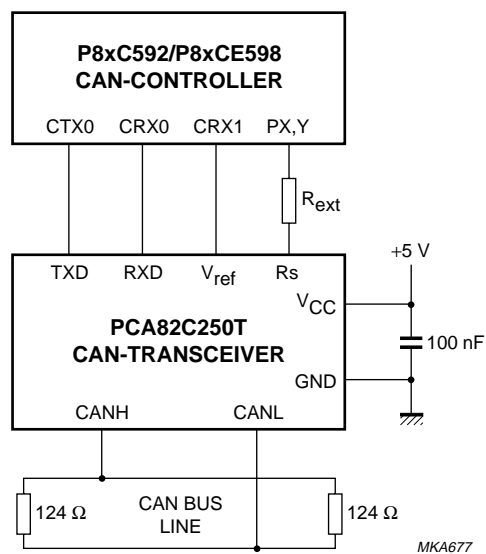 P8xC592/P8xCE598
CAN-CONTROLLER
CTX0 CRX0 CRX1 PX,Y
Rext
TXD RXD Vref Rs
+5 V
VCC
PCA82C250T
CAN-TRANSCEIVER
100 nF
GND
CANH CANL
124 Ω CAN BUS 124 Ω
LINE
MKA677